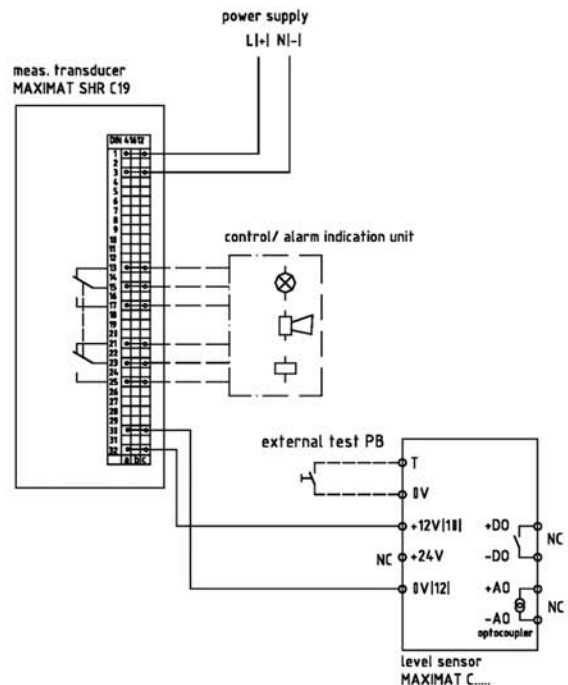 power supply
L|+| N|-|
meas. transducer
MAXIMAT SHR C19
DIN 41612
1
2
3
4
5
6
7
8
9
10
11
12
13
14
15
16
17
18
19
20
21
22
23
24
25
26
27
28
29
30
31
32
A D C
control/ alarm indication unit
external test PB
T
0V
+12V|18|
NC +24V
0V|12|
+DO
-DO
NC
+AO
-AO
NC
optocoupler
level sensor
MAXIMAT C.....